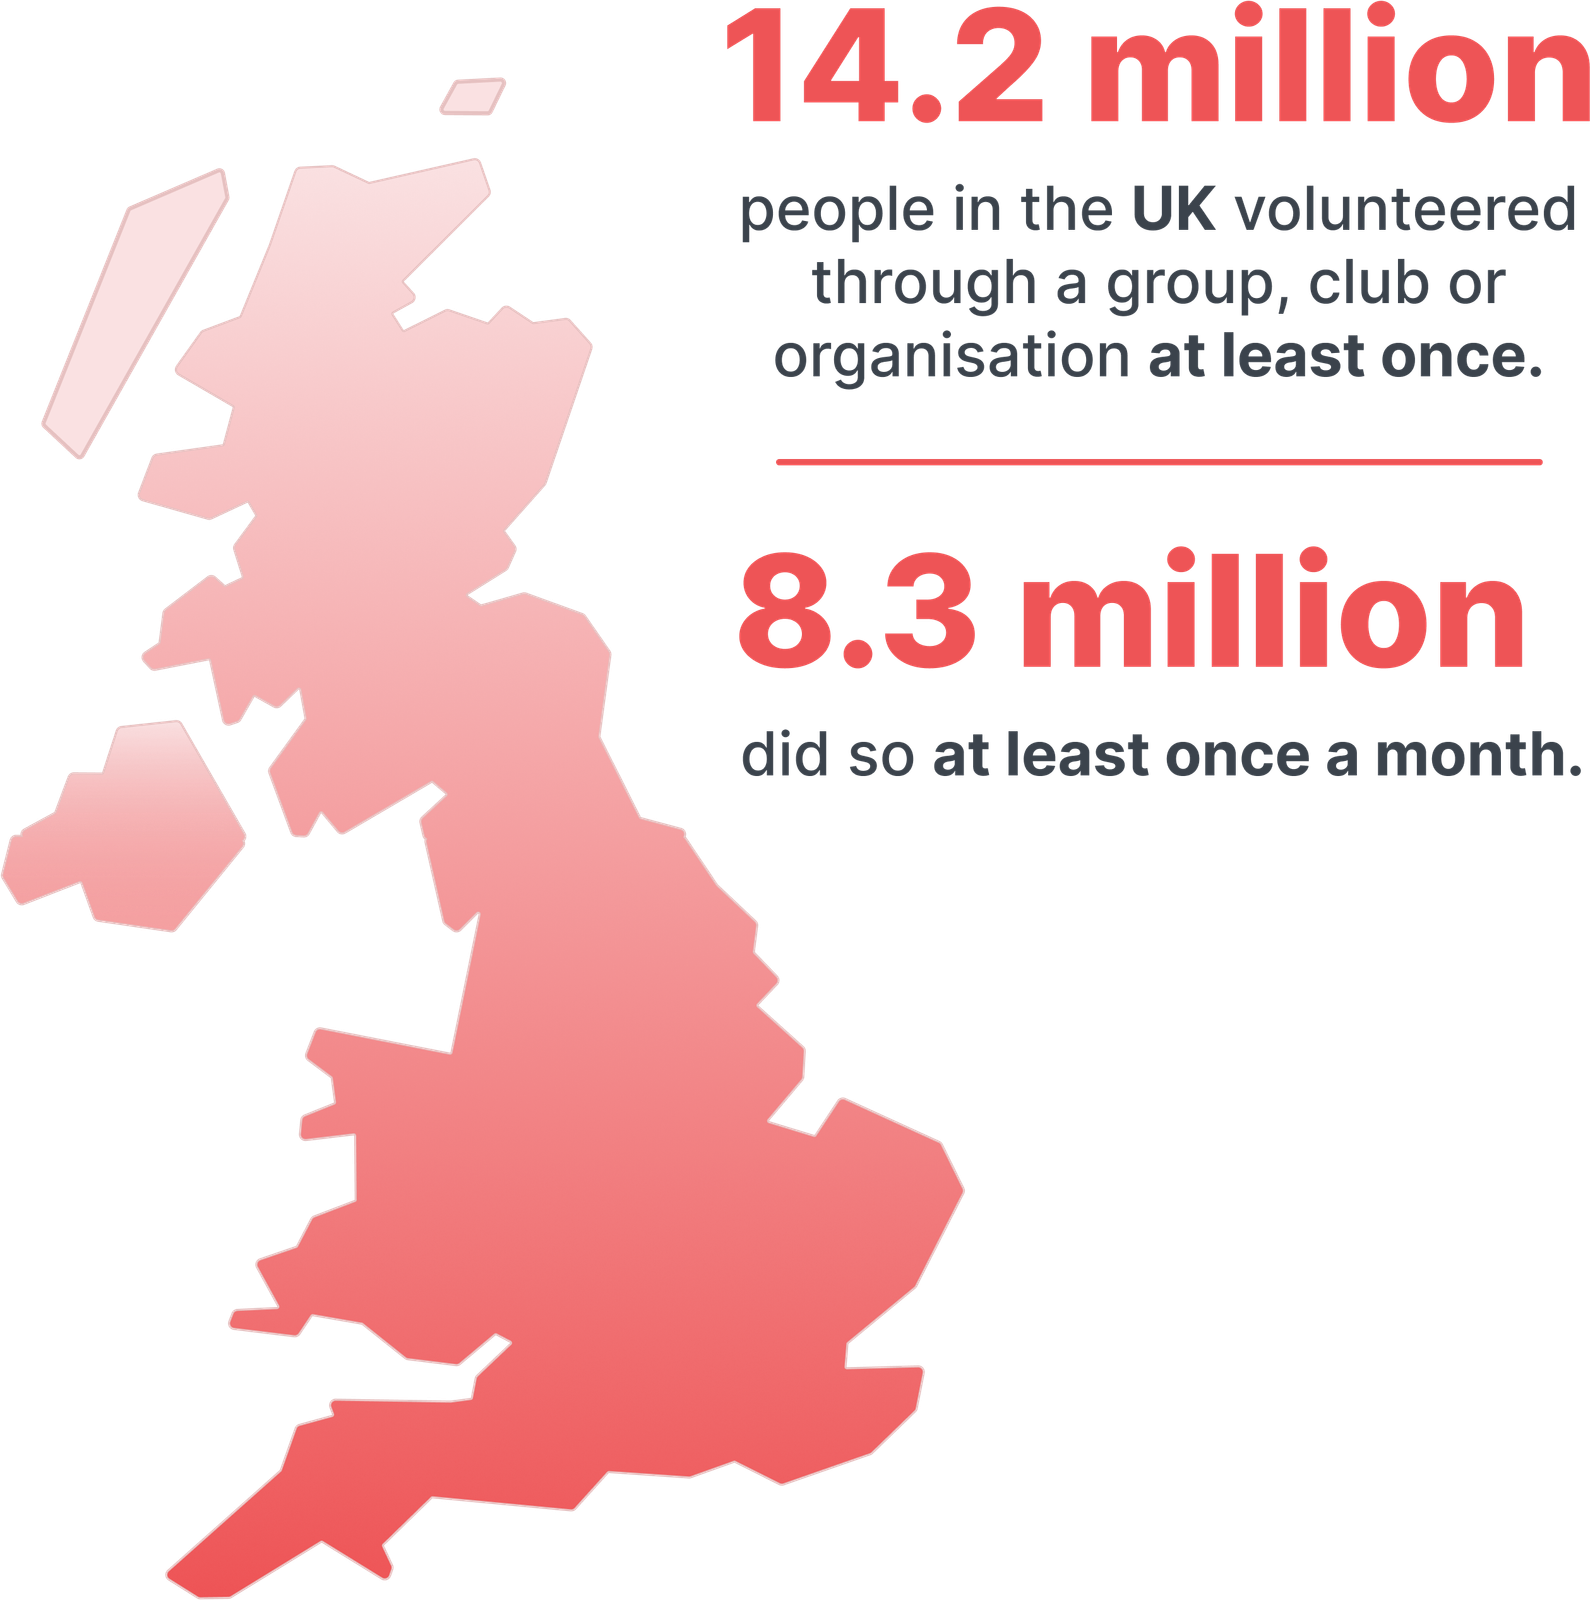 14.2 million
people in the UK volunteered
through a group, club or
organisation at least once.
8.3 million
did so at least once a month.